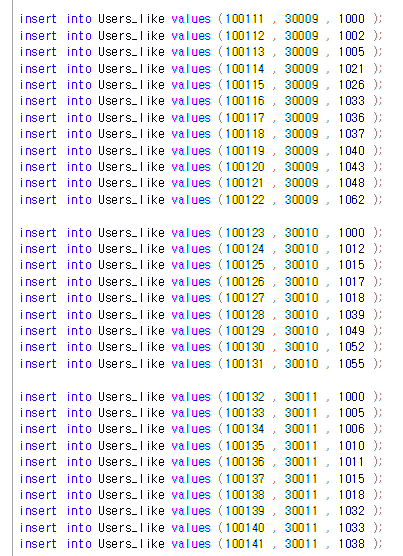 insert into Users_like values (100111 , 30009 , 1000 );
insert into Users_like values (100112 , 30009 , 1002 );
insert into Users_like values (100113 , 30009 , 1005 );
insert into Users_like values (100114 , 30009 , 1021 );
insert into Users_like values (100115 , 30009 , 1026 );
insert into Users_like values (100116 , 30009 , 1033 );
insert into Users_like values (100117 , 30009 , 1036 );
insert into Users_like values (100118 , 30009 , 1037 );
insert into Users_like values (100119 , 30009 , 1040 );
insert into Users_like values (100120 , 30009 , 1043 );
insert into Users_like values (100121 , 30009 , 1048 );
insert into Users_like values (100122 , 30009 , 1062 );
insert into Users_like values (100123 , 30010 , 1000 );
insert into Users_like values (100124 , 30010 , 1012 );
insert into Users_like values (100125 , 30010 , 1015 );
insert into Users_like values (100126 , 30010 , 1017 );
insert into Users_like values (100127 , 30010 , 1018 );
insert into Users_like values (100128 , 30010 , 1039 );
insert into Users_like values (100129 , 30010 , 1049 );
insert into Users_like values (100130 , 30010 , 1052 );
insert into Users_like values (100131 , 30010 , 1055 );
insert into Users_like values (100132 , 30011 , 1000 );
insert into Users_like values (100133 , 30011 , 1005 );
insert into Users_like values (100134 , 30011 , 1006 );
insert into Users_like values (100135 , 30011 , 1010 );
insert into Users_like values (100136 , 30011 , 1011 );
insert into Users_like values (100137 , 30011 , 1015 );
insert into Users_like values (100138 , 30011 , 1018 );
insert into Users_like values (100139 , 30011 , 1032 );
insert into Users_like values (100140 , 30011 , 1033 );
insert into Users_like values (100141 , 30011 , 1038 );